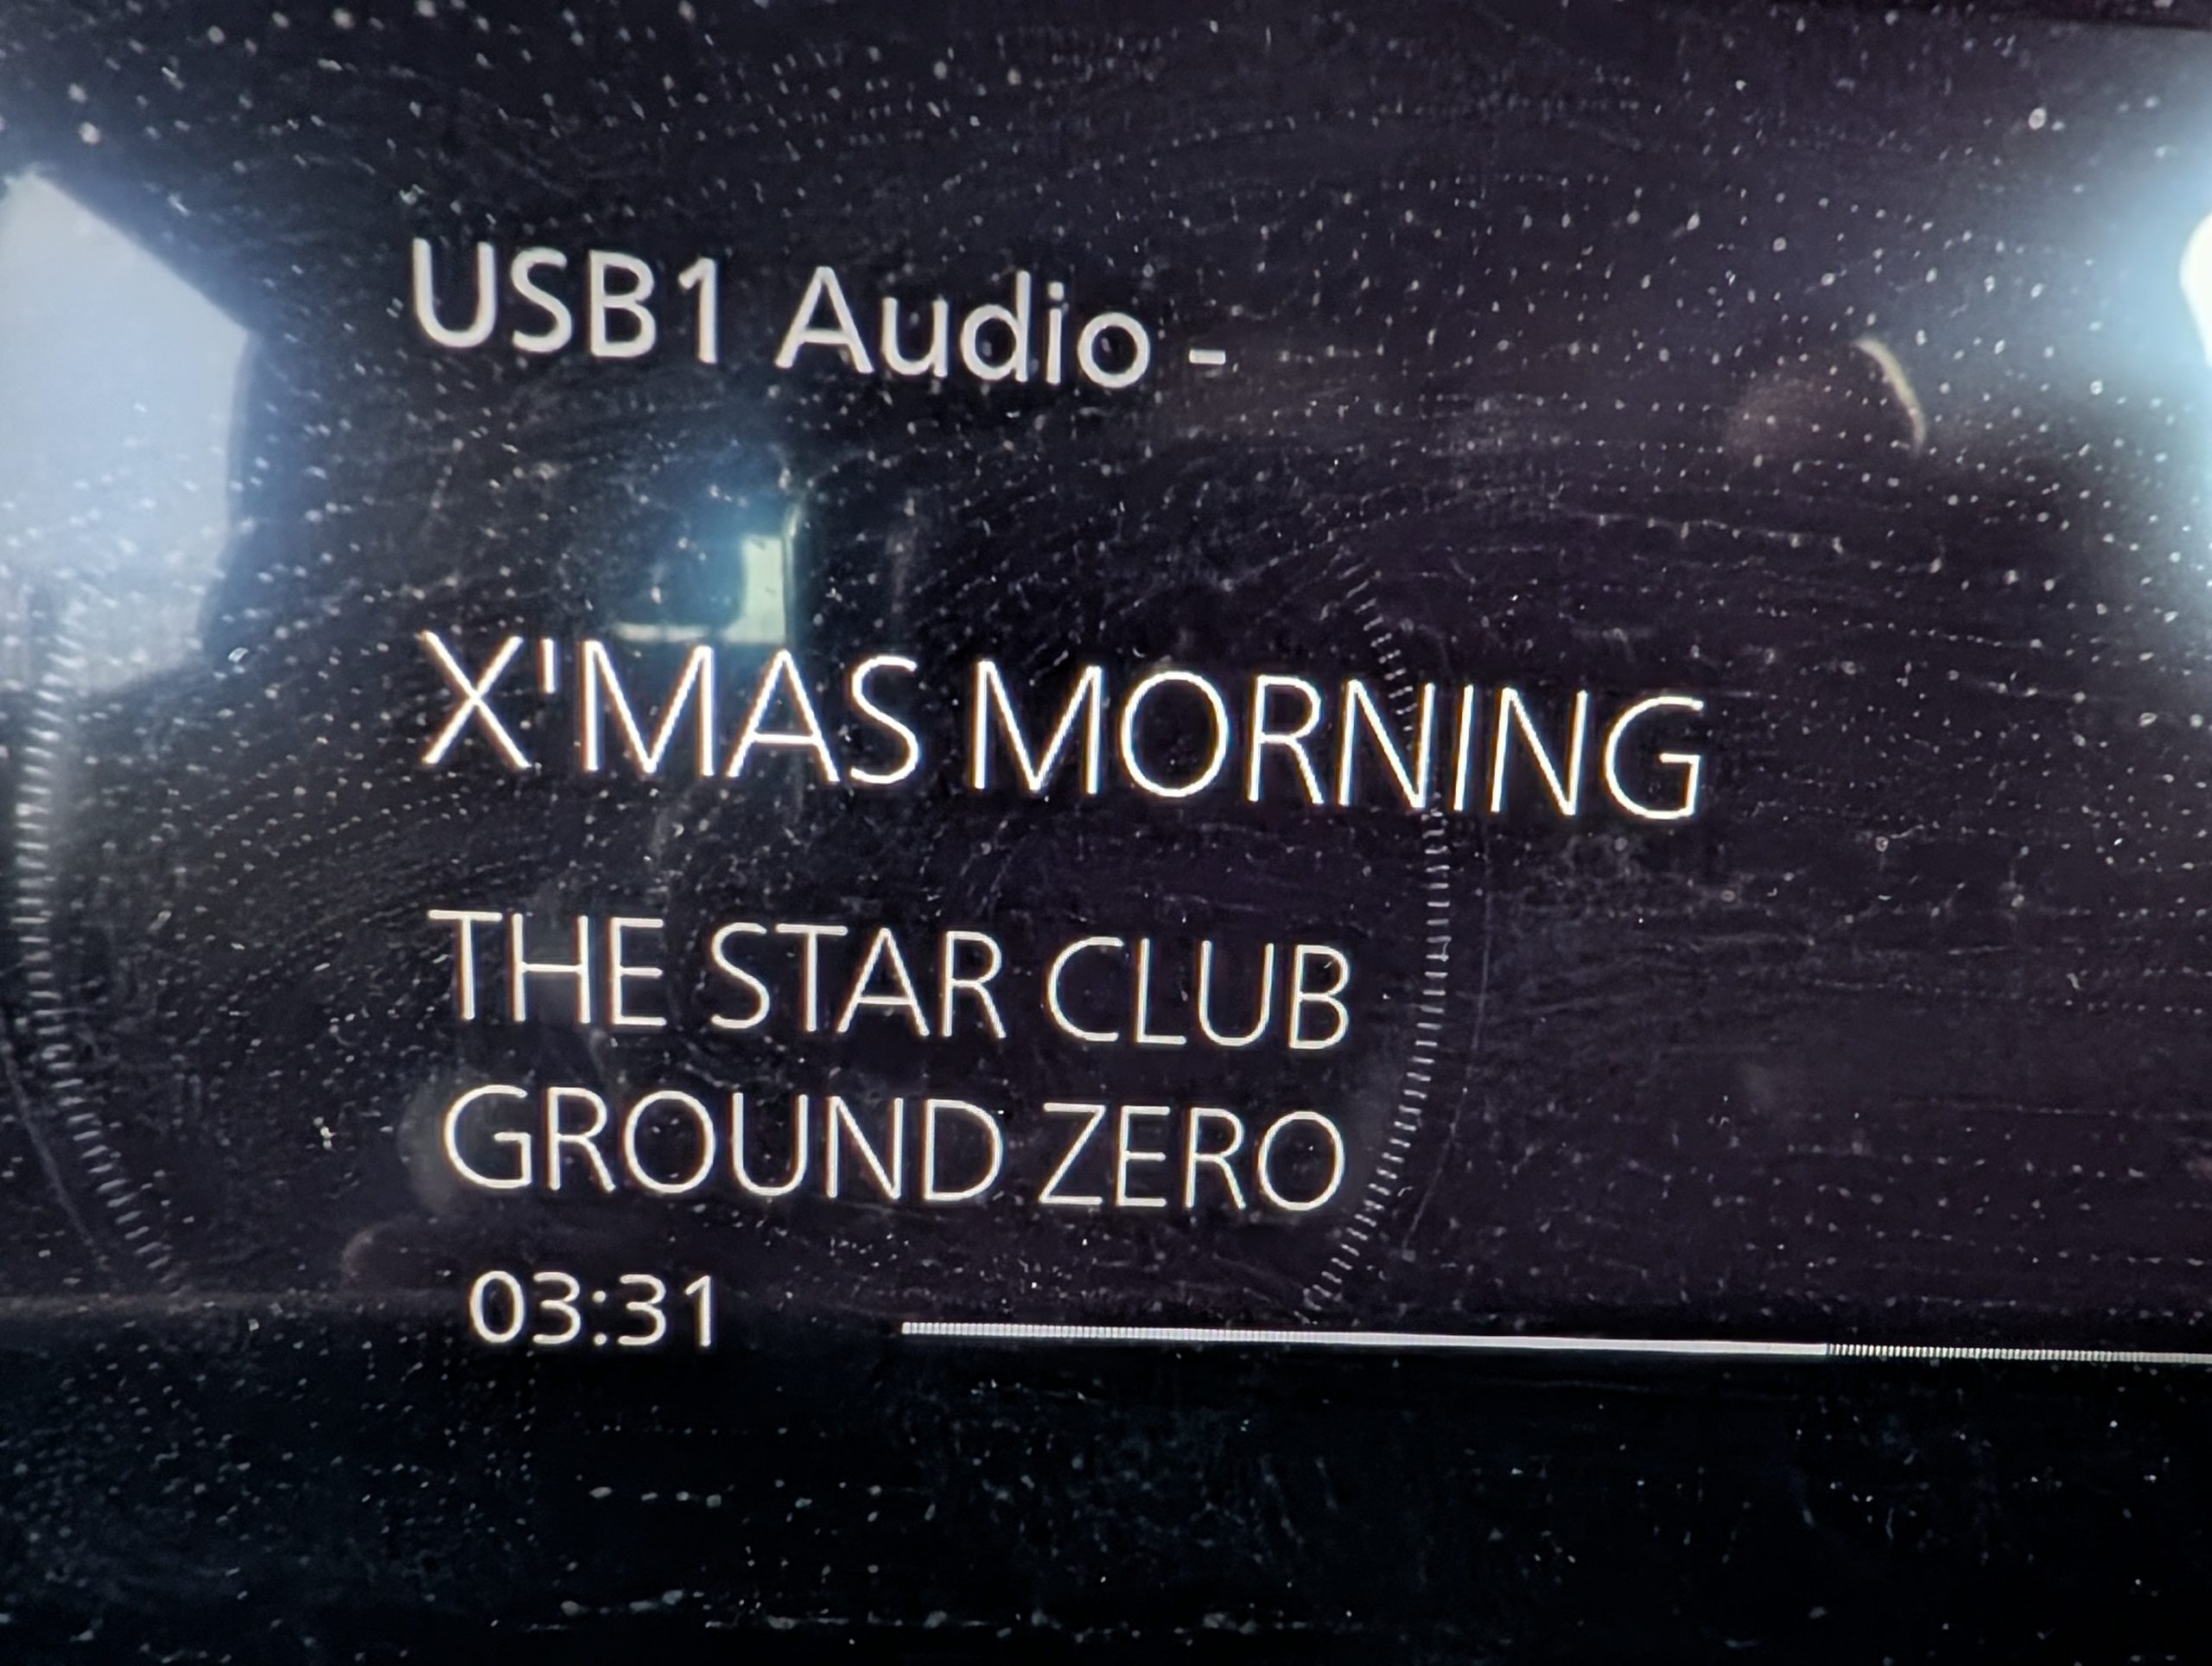 USB1 Audio -
X'MAS MORNING
THE STAR CLUB
GROUND ZERO
03:31